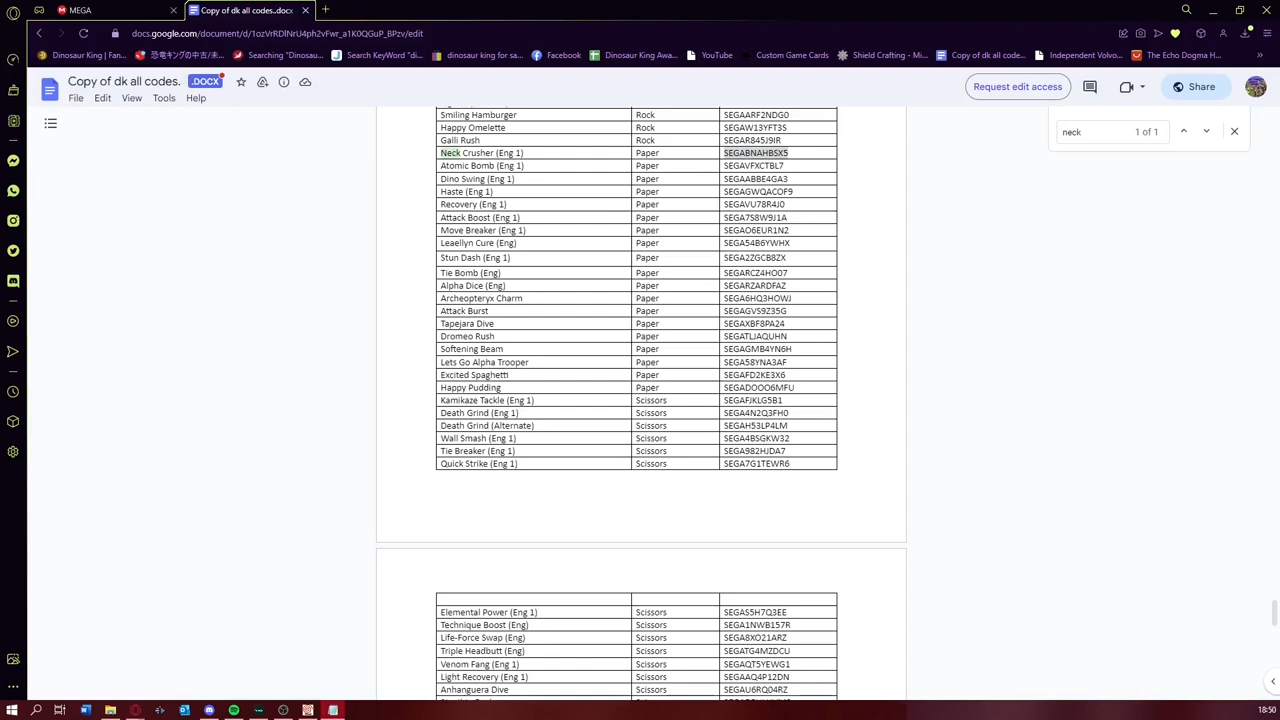 MEGA
Copy of dk all codes..docx
docs.google.com/document/d/1ozVrRDlNrU4ph2vFwr_a1K0QGuP_BPzv/edit
Dinosaur King | Fan...
恐竜キングの中古/未...
Searching "Dinosau...
Search KeyWord "di...
dinosaur king for sa...
Facebook
Dinosaur King Awa...
YouTube
Custom Game Cards
Shield Crafting - Mi...
Copy of dk all codes...
Independent Volvo...
The Echo Dogma H...
Copy of dk all codes.
.DOCX
File Edit View Tools Help
Request edit access
Share
neck 1 of 1
Smiling Hamburger Rock SEGAARF2NDG0
Happy Omelette Rock SEGAW13YFT3S
Galli Rush Rock SEGAR845J9IR
Neck Crusher (Eng 1) Paper SEGABNAHBSX5
Atomic Bomb (Eng 1) Paper SEGAVFXCTBL7
Dino Swing (Eng 1) Paper SEGAABBE4GA3
Haste (Eng 1) Paper SEGAGWQACOF9
Recovery (Eng 1) Paper SEGAVU78R4J0
Attack Boost (Eng 1) Paper SEGA7S8W9J1A
Move Breaker (Eng 1) Paper SEGAO6EUR1N2
Leaellyn Cure (Eng) Paper SEGA54B6YWHX
Stun Dash (Eng 1) Paper SEGA2ZGCB8ZX
Tie Bomb (Eng) Paper SEGARCZ4HO07
Alpha Dice (Eng) Paper SEGARZARDFAZ
Archeopteryx Charm Paper SEGA6HQ3HOWJ
Attack Burst Paper SEGAGVS9Z35G
Tapejara Dive Paper SEGAXBF8PA24
Dromeo Rush Paper SEGATLJAQUHN
Softening Beam Paper SEGAGMB4YN6H
Lets Go Alpha Trooper Paper SEGA58YNA3AF
Excited Spaghetti Paper SEGAFD2KE3X6
Happy Pudding Paper SEGADOOO6MFU
Kamikaze Tackle (Eng 1) Scissors SEGAFJKLG5B1
Death Grind (Eng 1) Scissors SEGA4N2Q3FH0
Death Grind (Alternate) Scissors SEGAH53LP4LM
Wall Smash (Eng 1) Scissors SEGA4BSGKW32
Tie Breaker (Eng 1) Scissors SEGA982HJDA7
Quick Strike (Eng 1) Scissors SEGA7G1TEWR6
Elemental Power (Eng 1) Scissors SEGAS5H7Q3EE
Technique Boost (Eng) Scissors SEGA1NWB157R
Life-Force Swap (Eng) Scissors SEGA8XO21ARZ
Triple Headbutt (Eng) Scissors SEGATG4MZDCU
Venom Fang (Eng 1) Scissors SEGAQT5YEWG1
Light Recovery (Eng 1) Scissors SEGAAQ4P12DN
Anhanguera Dive Scissors SEGAU6RQ04RZ
18:50